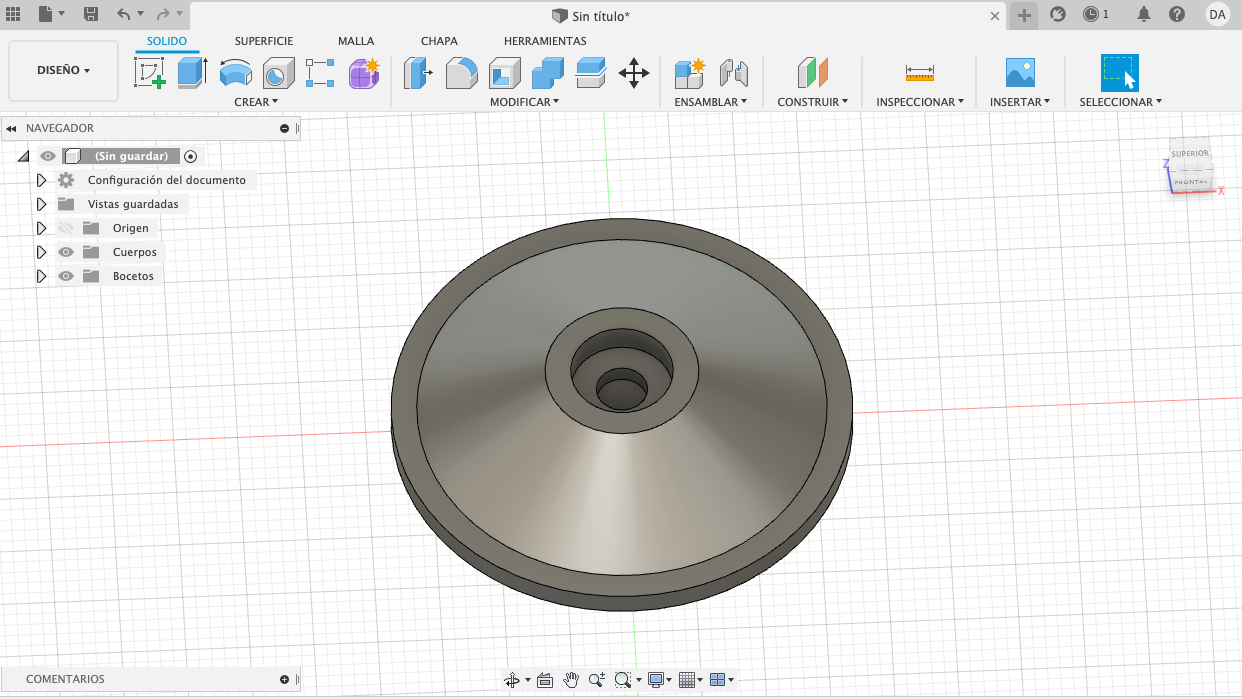 Sin título*
1
DA
DISEÑO
SOLIDO
SUPERFICIE
MALLA
CHAPA
HERRAMIENTAS
CREAR
MODIFICAR
ENSAMBLAR
CONSTRUIR
INSPECCIONAR
INSERTAR
SELECCIONAR
NAVEGADOR
(Sin guardar)
Configuración del documento
Vistas guardadas
Origen
Cuerpos
Bocetos
SUPERIOR
Z
FRONTAL
X
COMENTARIOS